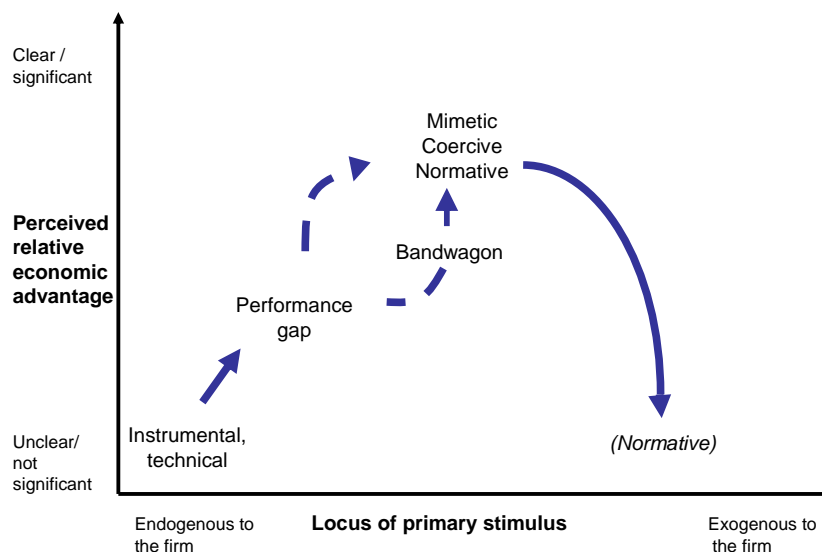 Clear /
significant
Mimetic
Coercive
Normative
Perceived
relative
economic
advantage
Bandwagon
Performance
gap
Unclear/
not
significant
Instrumental,
technical
(Normative)
Endogenous to
the firm
Locus of primary stimulus
Exogenous to
the firm